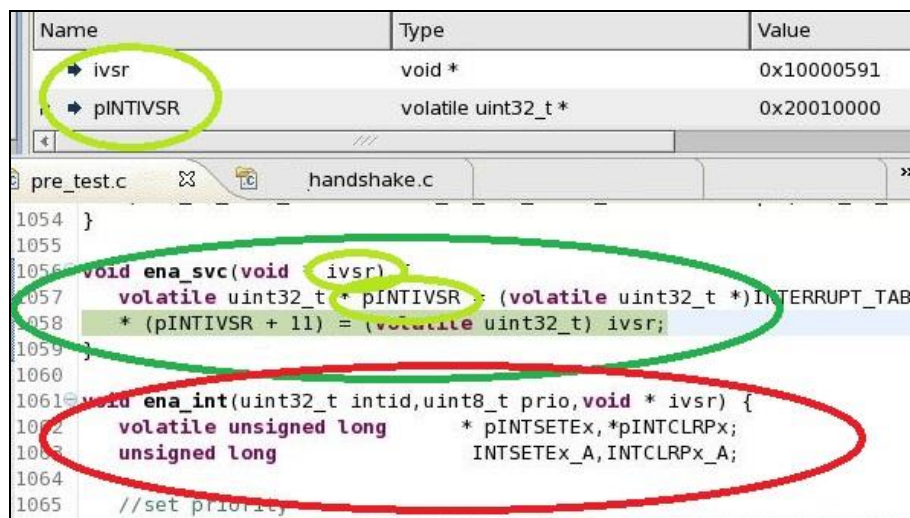 Name Type Value
ivsr void * 0x10000591
pINTIVSR volatile uint32_t * 0x20010000
pre_test.c handshake.c
1054 }
1055
1056 void ena_svc(void * ivsr) {
1057 volatile uint32_t * pINTIVSR = (volatile uint32_t *)INTERRUPT_TAB
1058 * (pINTIVSR + 11) = (volatile uint32_t) ivsr;
1059 }
1060
1061 void ena_int(uint32_t intid,uint8_t prio,void * ivsr) {
1062 volatile unsigned long * pINTSETEx,*pINTCLRPx;
1063 unsigned long INTSETEx_A,INTCLRPx_A;
1064
1065 //set priority